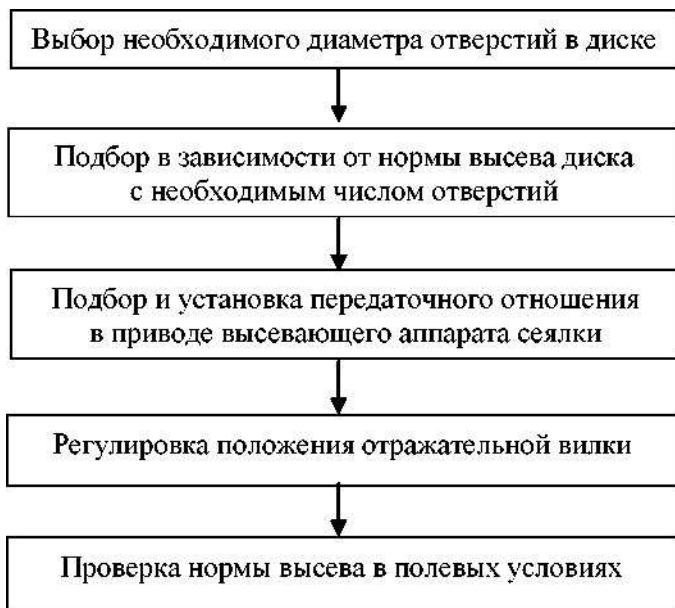 Выбор необходимого диаметра отверстий в диске
Подбор в зависимости от нормы высева диска
с необходимым числом отверстий
Подбор и установка передаточного отношения
в приводе высевающего аппарата сеялки
Регулировка положения отражательной вилки
Проверка нормы высева в полевых условиях